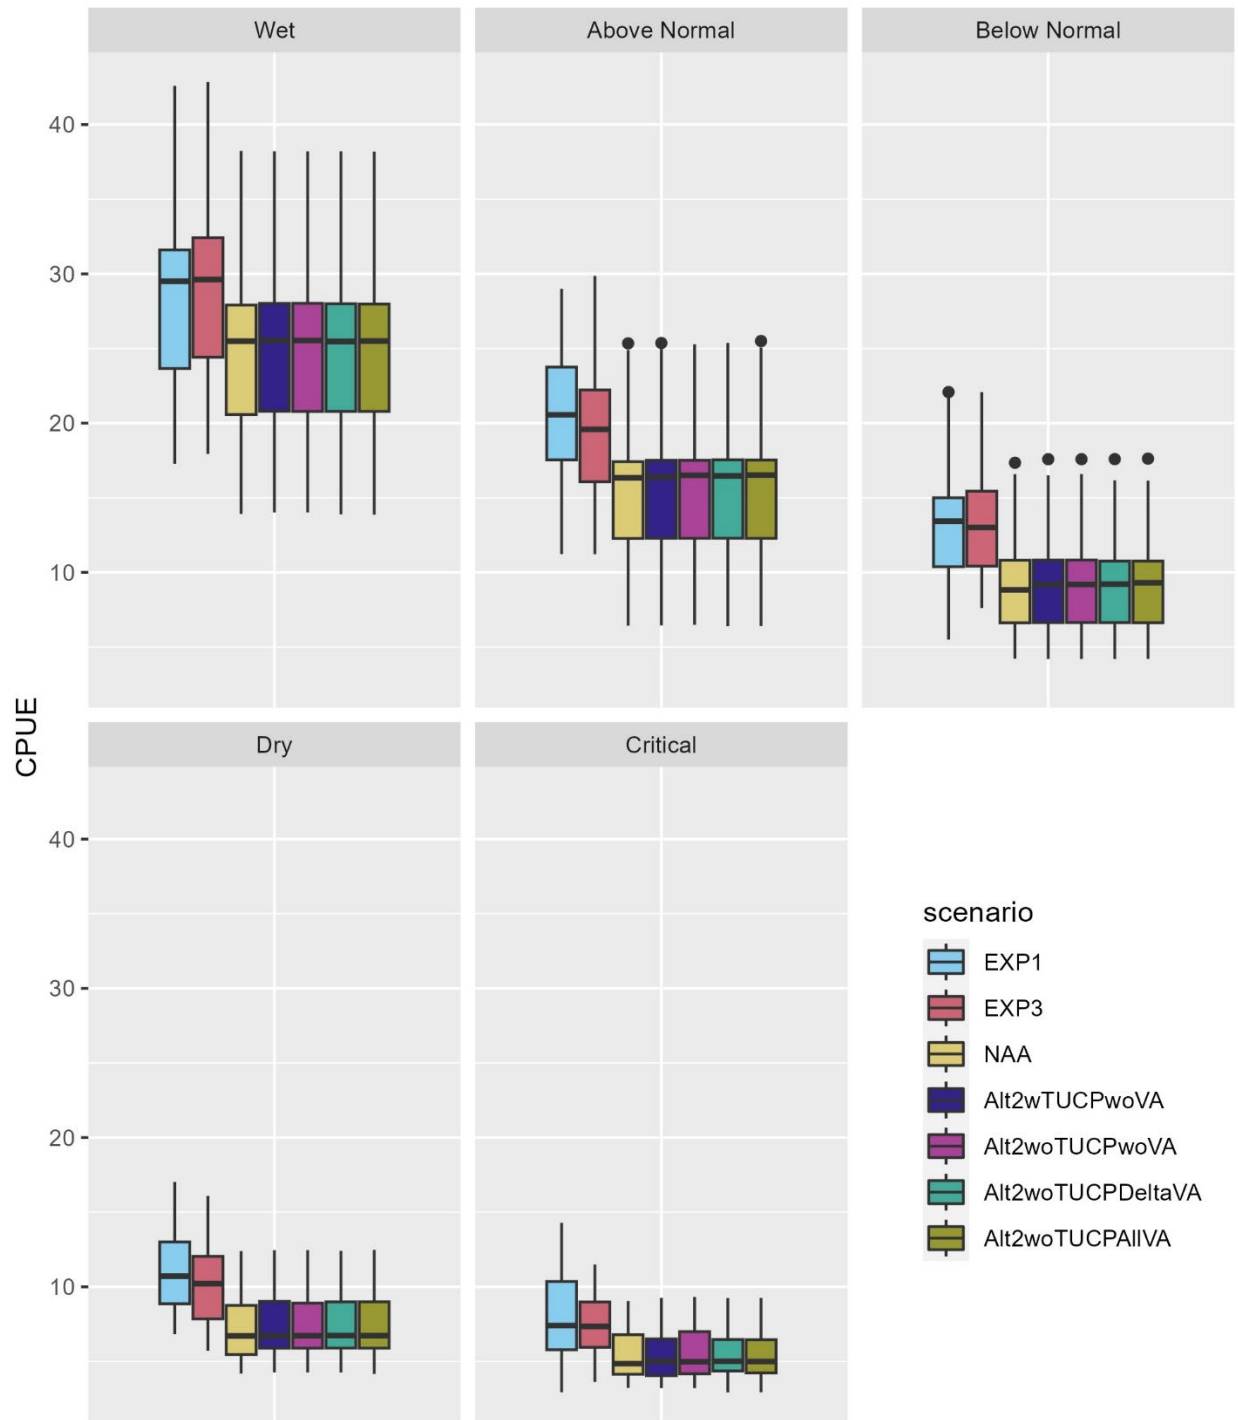 Wet
Above Normal
Below Normal
40
30
20
10
CPUE
Dry
Critical
40
30
20
10
scenario
EXP1
EXP3
NAA
Alt2wTUCPwoVA
Alt2woTUCPwoVA
Alt2woTUCPDeltaVA
Alt2woTUCPAllVA